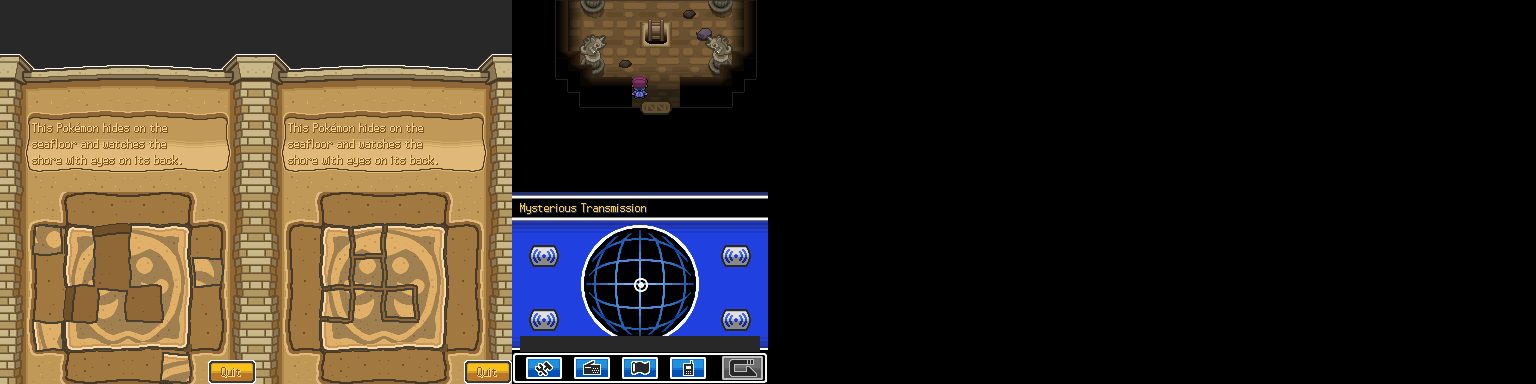 This Pokémon hides on the
seafloor and watches the
shore with eyes on its back.
Quit
This Pokémon hides on the
seafloor and watches the
shore with eyes on its back.
Quit
Mysterious Transmission